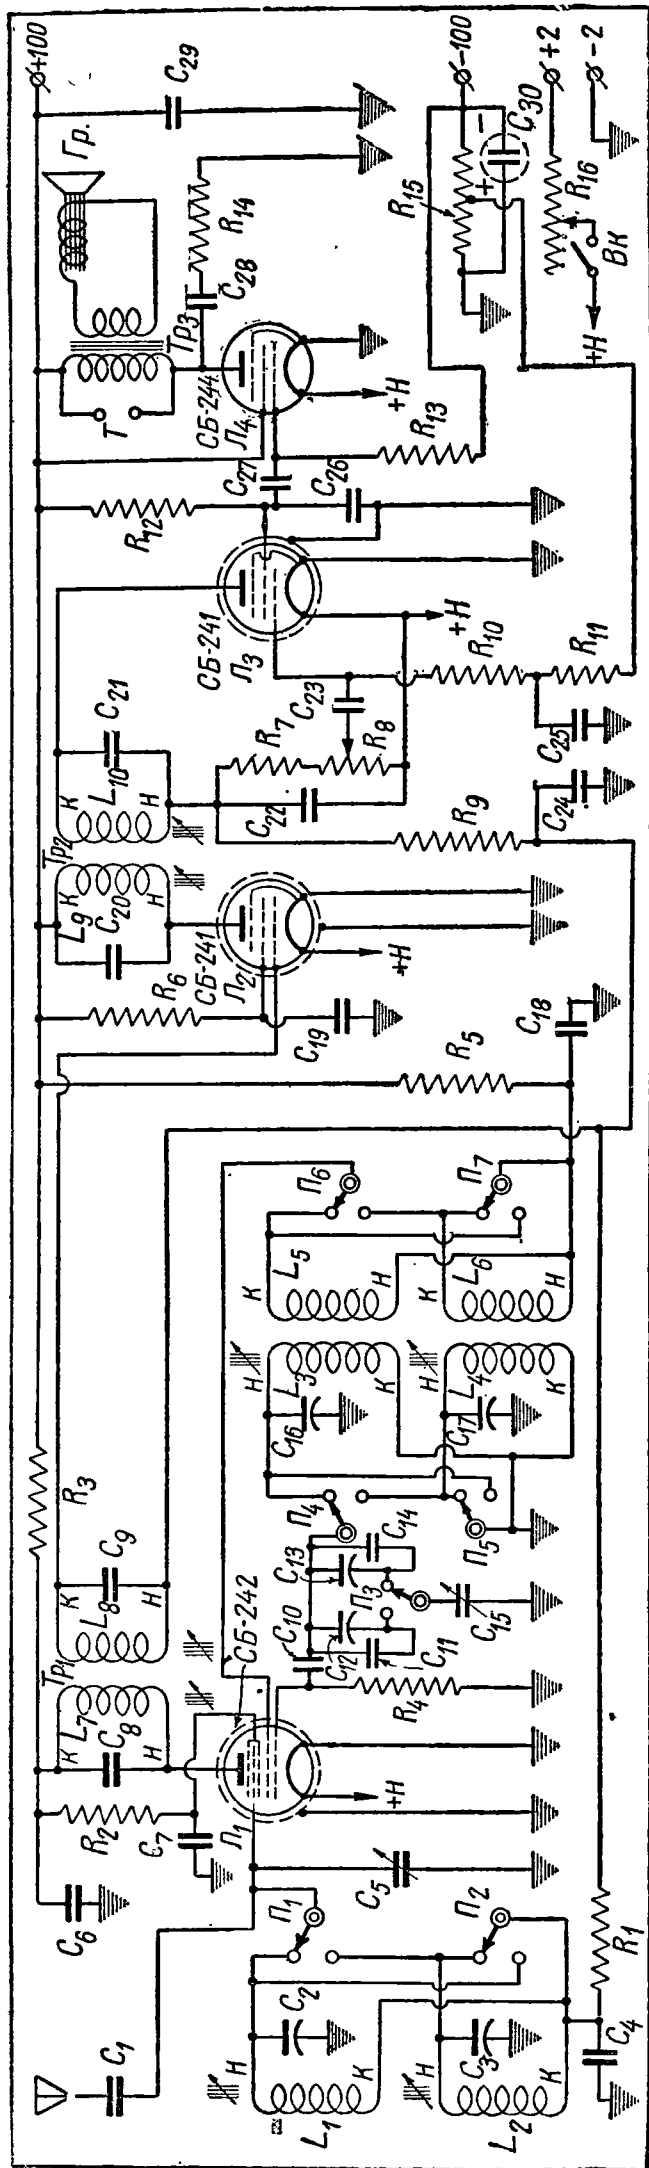 C1
L1
L2
Н
К
Н
К
C2
C3
C4
R1
П1
П2
C5
C6
C7
R2
Л1
СБ-242
+Н
Тр1
К
L7
Н
C8
К
L8
Н
C9
R3
R4
C10
C11
C12
C13
C14
C15
П3
П4
П5
C16
C17
Н
L3
К
Н
L4
К
К
L5
Н
К
L6
Н
П6
П7
R5
C18
R6
C19
СБ-241
Л2
+Н
Тр2
К
L9
C20
Н
К
L10
Н
C21
C22
R7
R8
C23
R9
C24
C25
R10
R11
СБ-241
Л3
+Н
R12
C26
C27
R13
СБ-244
Л4
+Н
Т
Тр3
Гр.
C28
R14
C29
+100
-100
R15
+
−
C30
+2
-2
R16
ВК
+Н